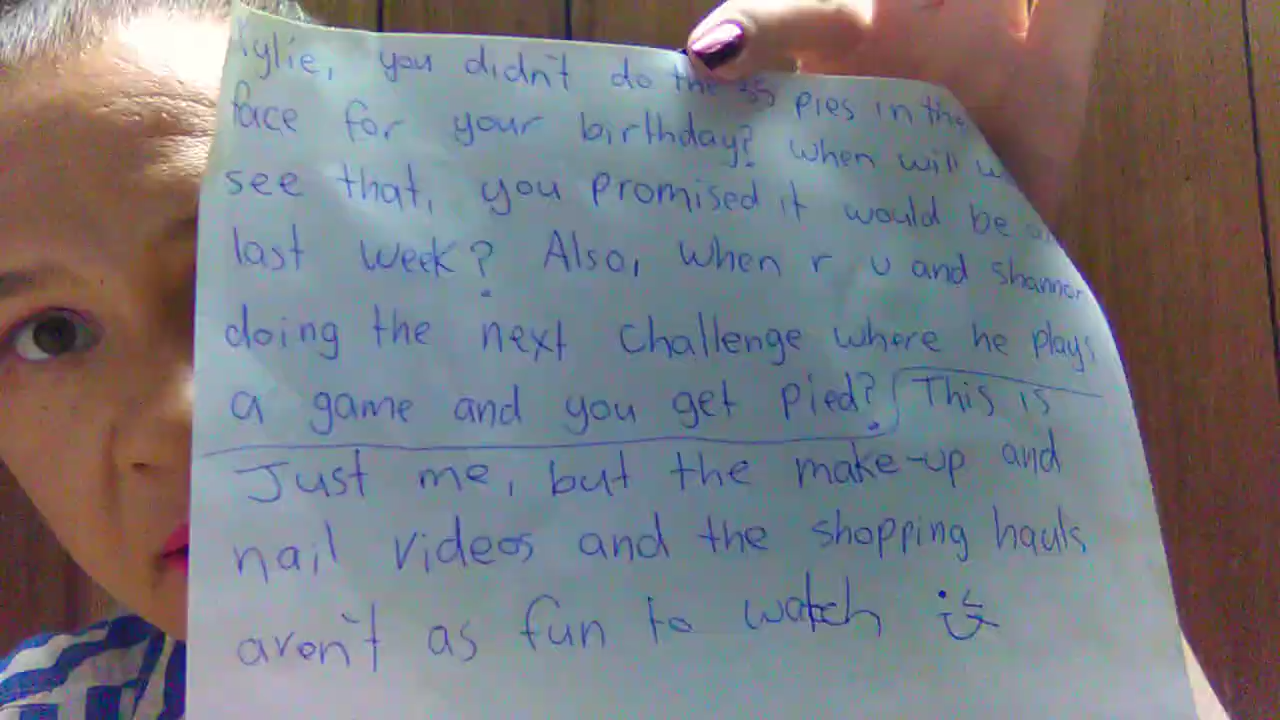 Kylie, you didn't do the 35 pies in the
face for your birthday? When will
see that, you promised it would be
last week? Also, when r u and shannon
doing the next challenge where he plays
a game and you get pied? This is
Just me, but the make-up and
nail videos and the shopping hauls
aren't as fun to watch